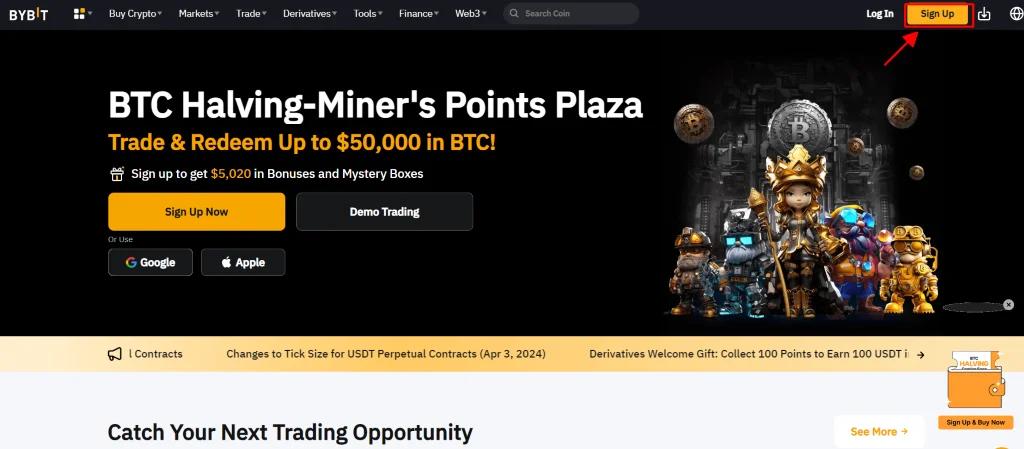 BYBIT
Buy Crypto
Markets
Trade
Derivatives
Tools
Finance
Web3
Search Coin
Log In
Sign Up
BTC Halving-Miner's Points Plaza
Trade & Redeem Up to $50,000 in BTC!
Sign up to get $5,020 in Bonuses and Mystery Boxes
Sign Up Now
Demo Trading
Or Use
Google
Apple
l Contracts
Changes to Tick Size for USDT Perpetual Contracts (Apr 3, 2024)
Derivatives Welcome Gift: Collect 100 Points to Earn 100 USDT i
BTC
HALVING
Sign Up & Buy Now
Catch Your Next Trading Opportunity
See More